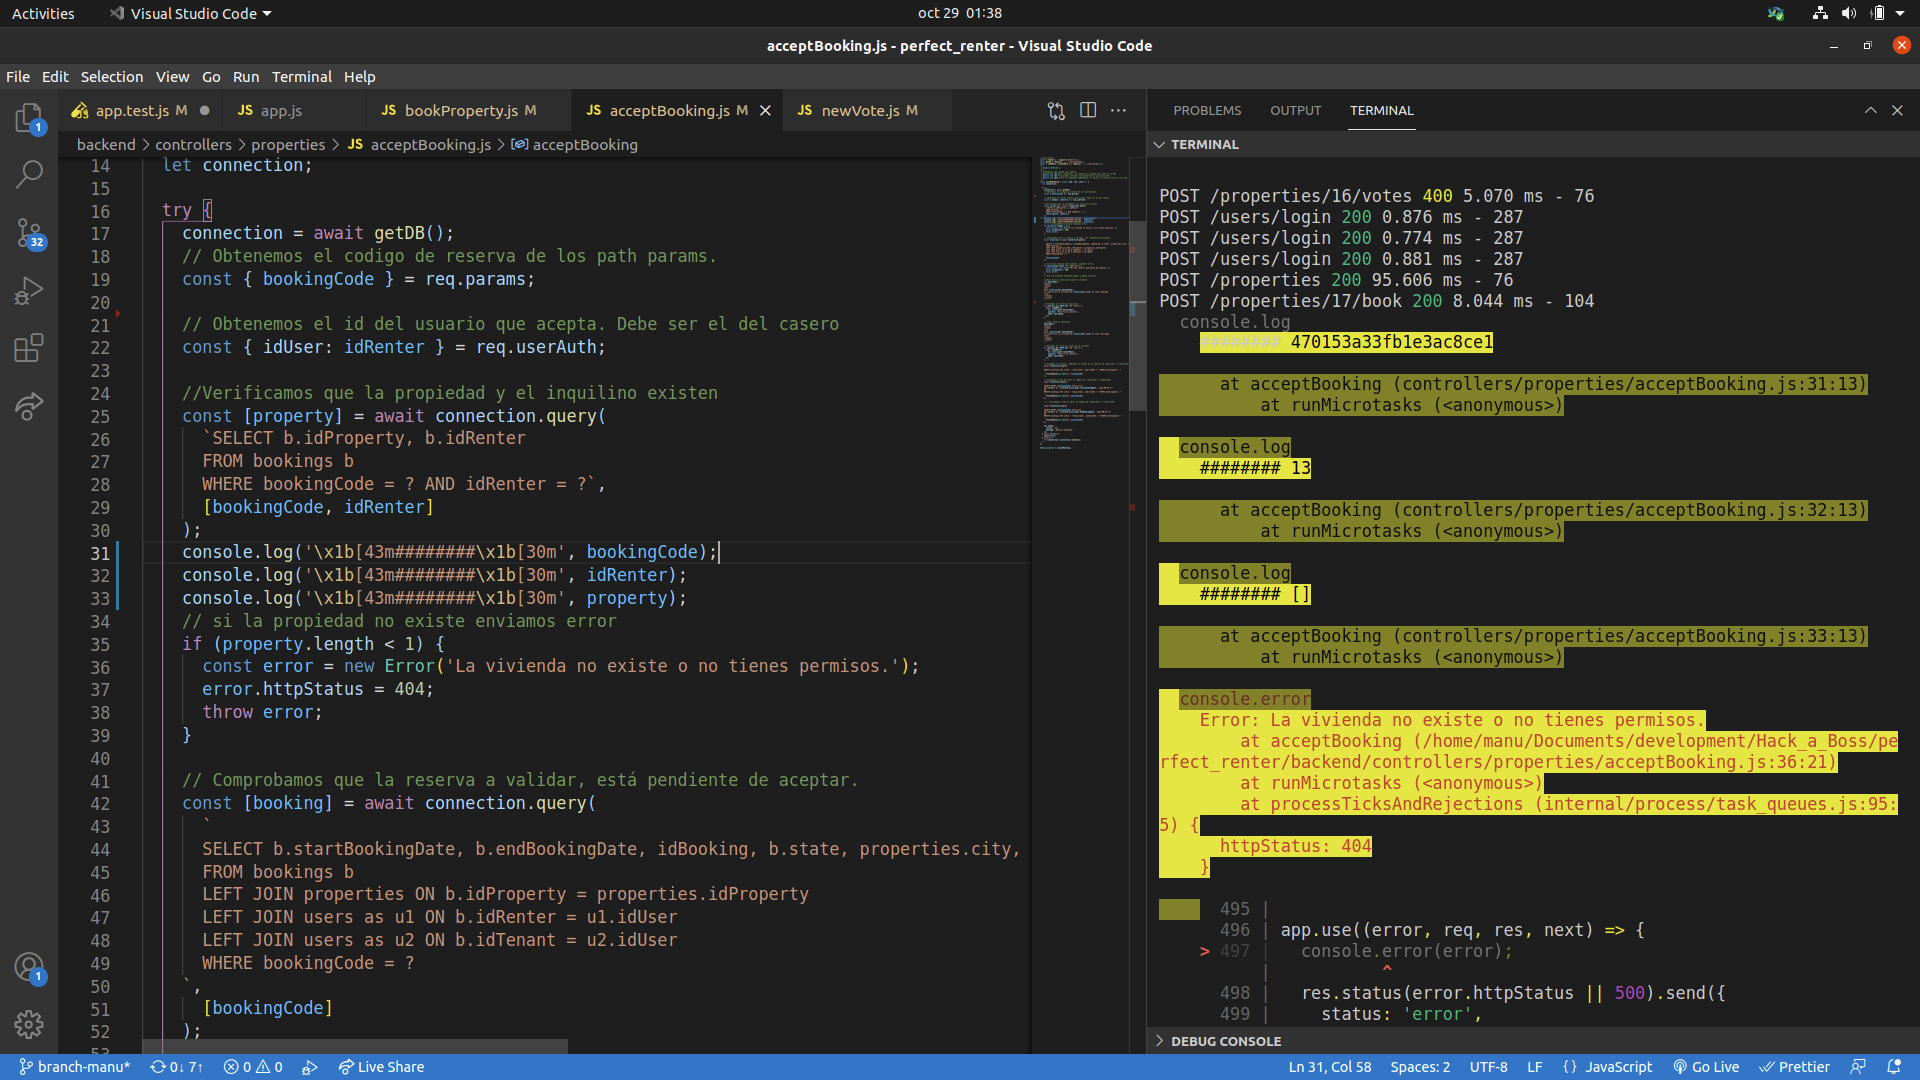 Activities Visual Studio Code oct 29 01:38
acceptBooking.js - perfect_renter - Visual Studio Code
File Edit Selection View Go Run Terminal Help
app.test.js M JS app.js JS bookProperty.js M JS acceptBooking.js M JS newVote.js M
backend > controllers > properties > JS acceptBooking.js > acceptBooking
1
32
1
14 let connection;
15
16 try {
17 connection = await getDB();
18 // Obtenemos el codigo de reserva de los path params.
19 const { bookingCode } = req.params;
20
21 // Obtenemos el id del usuario que acepta. Debe ser el del casero
22 const { idUser: idRenter } = req.userAuth;
23
24 //Verificamos que la propiedad y el inquilino existen
25 const [property] = await connection.query(
26 `SELECT b.idProperty, b.idRenter
27 FROM bookings b
28 WHERE bookingCode = ? AND idRenter = ?`,
29 [bookingCode, idRenter]
30 );
31 console.log('\x1b[43m########\x1b[30m', bookingCode);
32 console.log('\x1b[43m########\x1b[30m', idRenter);
33 console.log('\x1b[43m########\x1b[30m', property);
34 // si la propiedad no existe enviamos error
35 if (property.length < 1) {
36 const error = new Error('La vivienda no existe o no tienes permisos.');
37 error.httpStatus = 404;
38 throw error;
39 }
40
41 // Comprobamos que la reserva a validar, está pendiente de aceptar.
42 const [booking] = await connection.query(
43 `
44 SELECT b.startBookingDate, b.endBookingDate, idBooking, b.state, properties.city,
45 FROM bookings b
46 LEFT JOIN properties ON b.idProperty = properties.idProperty
47 LEFT JOIN users as u1 ON b.idRenter = u1.idUser
48 LEFT JOIN users as u2 ON b.idTenant = u2.idUser
49 WHERE bookingCode = ?
50 `,
51 [bookingCode]
52 );
53
PROBLEMS OUTPUT TERMINAL
TERMINAL
POST /properties/16/votes 400 5.070 ms - 76
POST /users/login 200 0.876 ms - 287
POST /users/login 200 0.774 ms - 287
POST /users/login 200 0.881 ms - 287
POST /properties 200 95.606 ms - 76
POST /properties/17/book 200 8.044 ms - 104
console.log
######## 470153a33fb1e3ac8ce1
at acceptBooking (controllers/properties/acceptBooking.js:31:13)
at runMicrotasks (<anonymous>)
console.log
######## 13
at acceptBooking (controllers/properties/acceptBooking.js:32:13)
at runMicrotasks (<anonymous>)
console.log
######## []
at acceptBooking (controllers/properties/acceptBooking.js:33:13)
at runMicrotasks (<anonymous>)
console.error
Error: La vivienda no existe o no tienes permisos.
at acceptBooking (/home/manu/Documents/development/Hack_a_Boss/pe
rfect_renter/backend/controllers/properties/acceptBooking.js:36:21)
at runMicrotasks (<anonymous>)
at processTicksAndRejections (internal/process/task_queues.js:95:
5) {
httpStatus: 404
}
495 |
496 | app.use((error, req, res, next) => {
> 497 | console.error(error);
| ^
498 | res.status(error.httpStatus || 500).send({
499 | status: 'error',
DEBUG CONSOLE
branch-manu* 0↓ 7↑ 0 0 Live Share Ln 31, Col 58 Spaces: 2 UTF-8 LF {} JavaScript Go Live Prettier